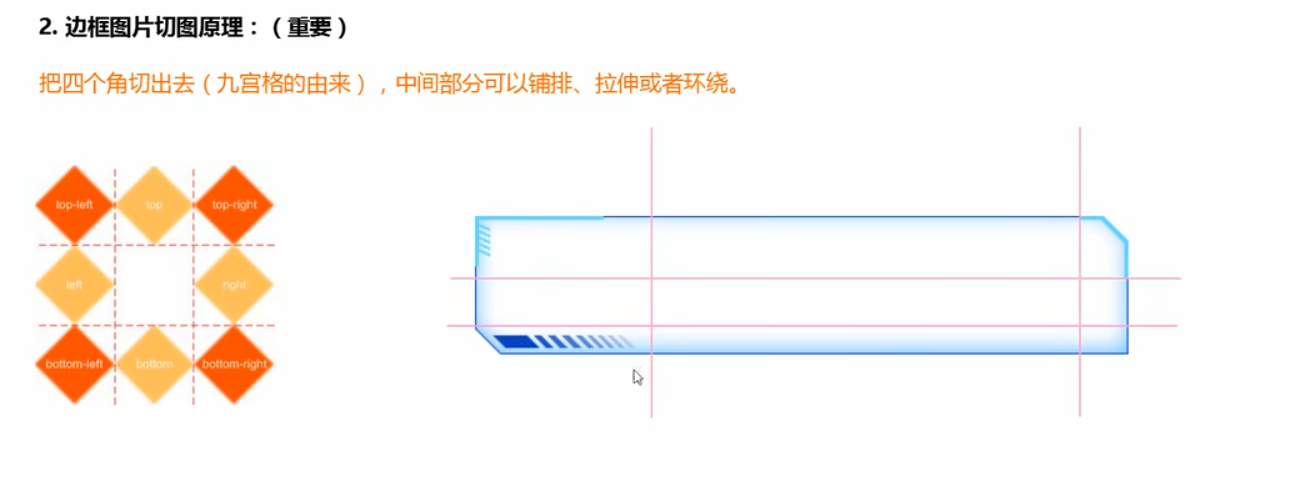 2. 边框图片切图原理：（重要）
把四个角切出去（九宫格的由来），中间部分可以铺排、拉伸或者环绕。
top-left top top-right
left right
bottom-left bottom bottom-right